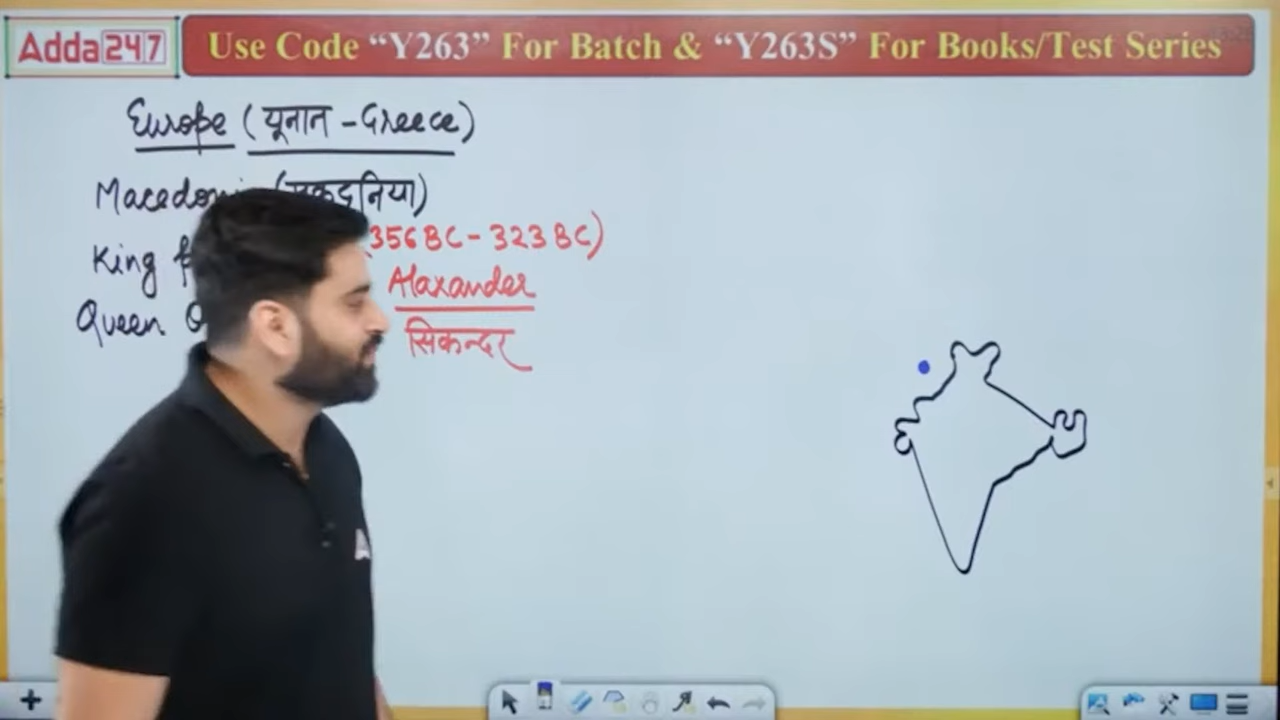 Adda247
Use Code “Y263” For Batch & “Y263S” For Books/Test Series
Europe (यूनान - Greece)
(356 BC - 323 BC)
King
Alaxander
Queen
सिकन्दर